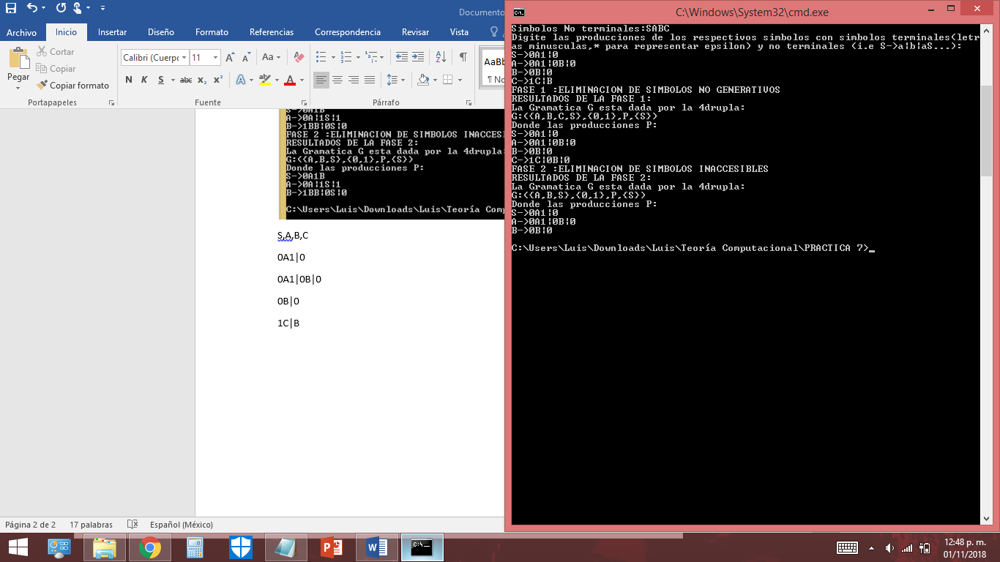 Documento
Archivo Inicio Insertar Diseño Formato Referencias Correspondencia Revisar Vista
Pegar
Cortar
Copiar
Copiar formato
Calibri (Cuerpo 11
N K S abc x₂ x²
Aa
AaBb
¶ No
Portapapeles Fuente Párrafo
S->0A1B
A->0A|1S|1
B->1BB|0S|0
FASE 2 :ELIMINACION DE SIMBOLOS INACCESI
RESULTADOS DE LA FASE 2:
La Gramatica G esta dada por la 4drupla:
G:({A,B,S},{0,1},P,{S})
Donde las producciones P:
S->0A1B
A->0A|1S|1
B->1BB|0S|0
C:\Users\Luis\Downloads\Luis\Teoría Comp
S,A,B,C
0A1|0
0A1|0B|0
0B|0
1C|B
Página 2 de 2 17 palabras Español (México)
C:\Windows\System32\cmd.exe
Simbolos No terminales:SABC
Digite las producciones de los respectivos simbolos con simbolos terminales(letr
as minusculas,* para representar epsilon) y no terminales (i.e S->a|b|aS...):
S->0A1|0
A->0A1|0B|0
B->0B|0
C->1C|B
FASE 1 :ELIMINACION DE SIMBOLOS NO GENERATIVOS
RESULTADOS DE LA FASE 1:
La Gramatica G esta dada por la 4drupla:
G:({A,B,C,S},{0,1},P,{S})
Donde las producciones P:
S->0A1|0
A->0A1|0B|0
B->0B|0
C->1C|0B|0
FASE 2 :ELIMINACION DE SIMBOLOS INACCESIBLES
RESULTADOS DE LA FASE 2:
La Gramatica G esta dada por la 4drupla:
G:({A,B,S},{0,1},P,{S})
Donde las producciones P:
S->0A1|0
A->0A1|0B|0
B->0B|0
C:\Users\Luis\Downloads\Luis\Teoría Computacional\PRACTICA 7>_
12:48 p. m.
01/11/2018